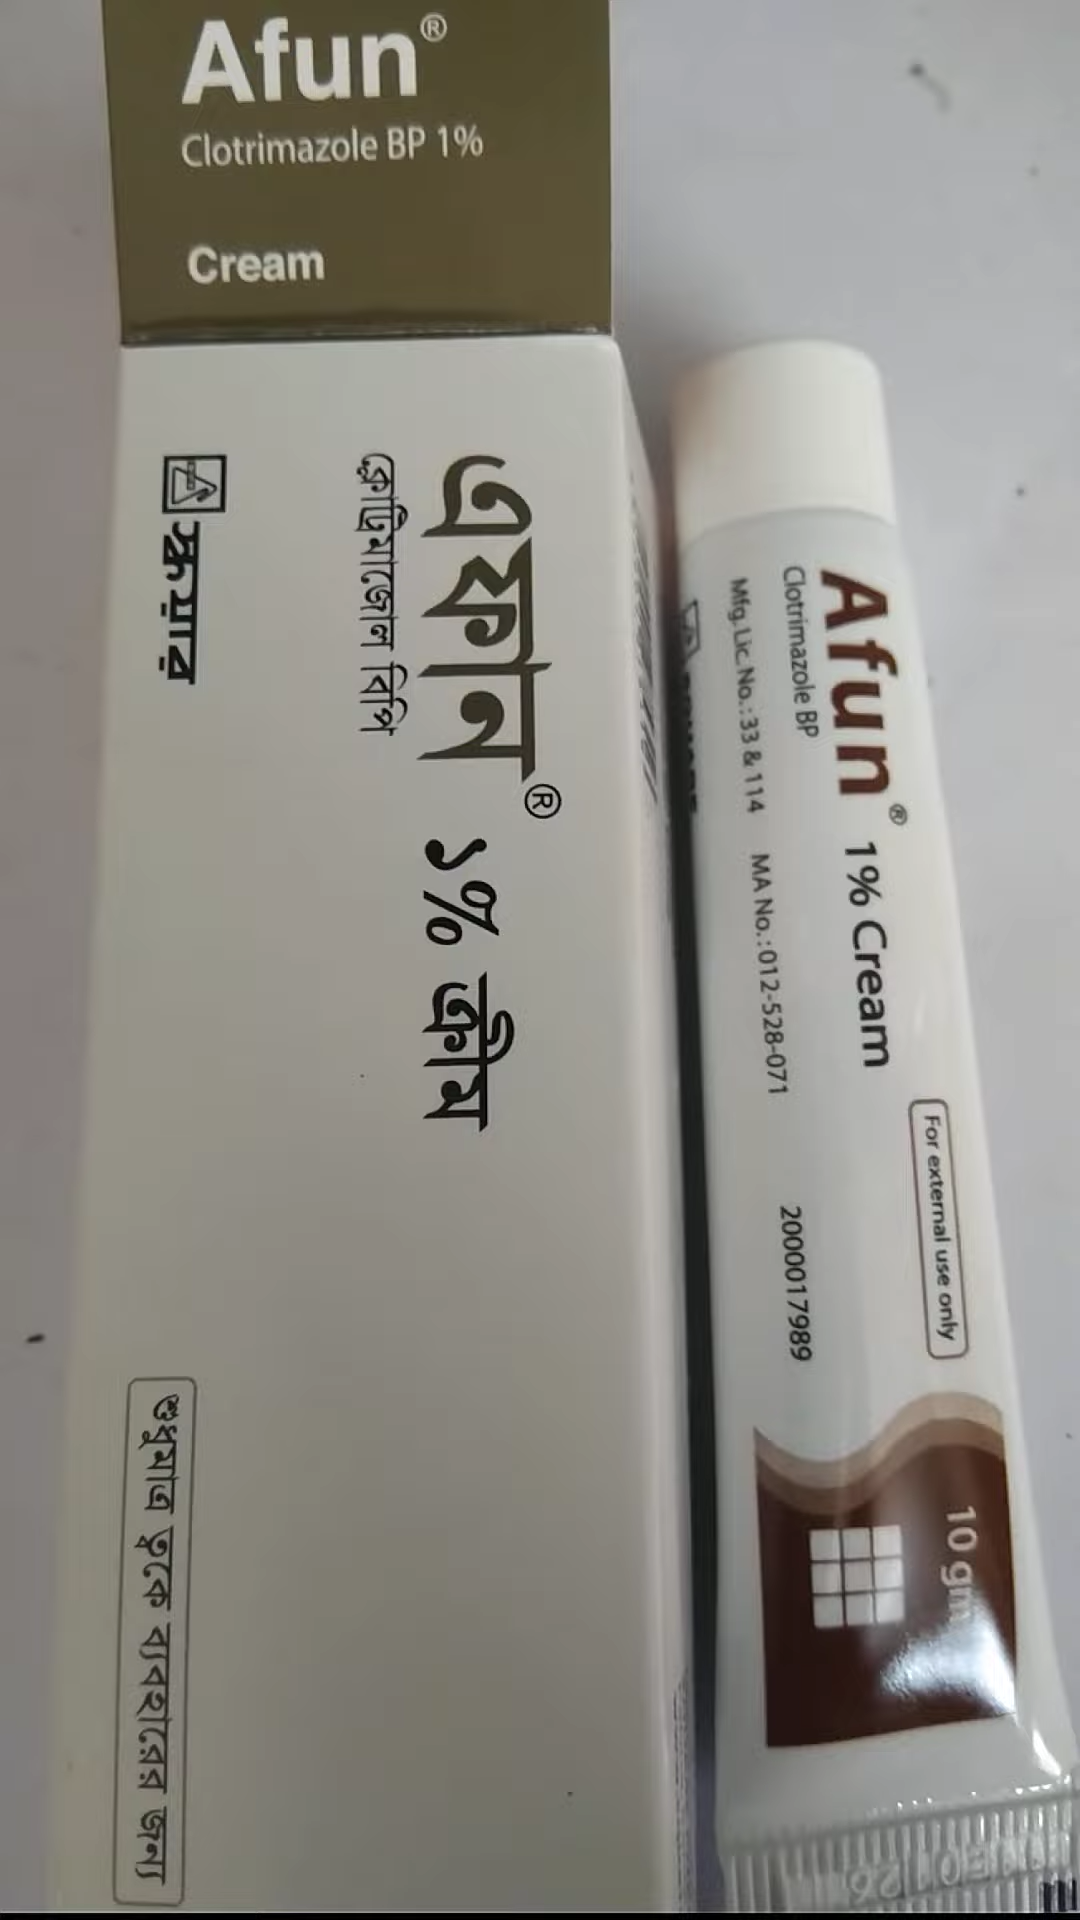 Afun®
Clotrimazole BP 1%
Cream
এফান® ১% ক্রীম
ক্লোট্রিমাজোল বিপি
স্কয়ার
শুধুমাত্র ত্বকে ব্যবহারের জন্য
For external use only
Afun® 1% Cream
Clotrimazole BP
Mfg. Lic. No.: 33 & 114 MA No.: 012-528-071 2000017989
10 gm